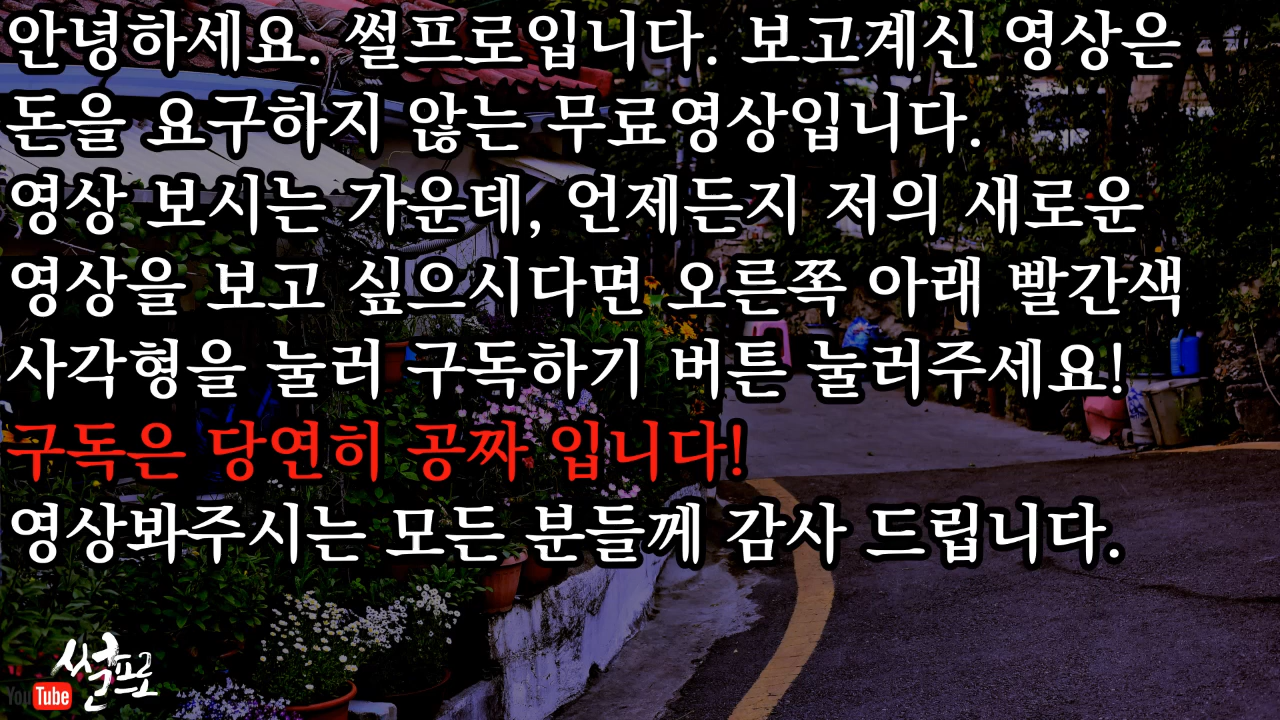 안녕하세요. 썰프로입니다. 보고계신 영상은
돈을 요구하지 않는 무료영상입니다.
영상 보시는 가운데, 언제든지 저의 새로운
영상을 보고 싶으시다면 오른쪽 아래 빨간색
사각형을 눌러 구독하기 버튼 눌러주세요!
구독은 당연히 공짜 입니다!
영상봐주시는 모든 분들께 감사 드립니다.
썰프로
YouTube